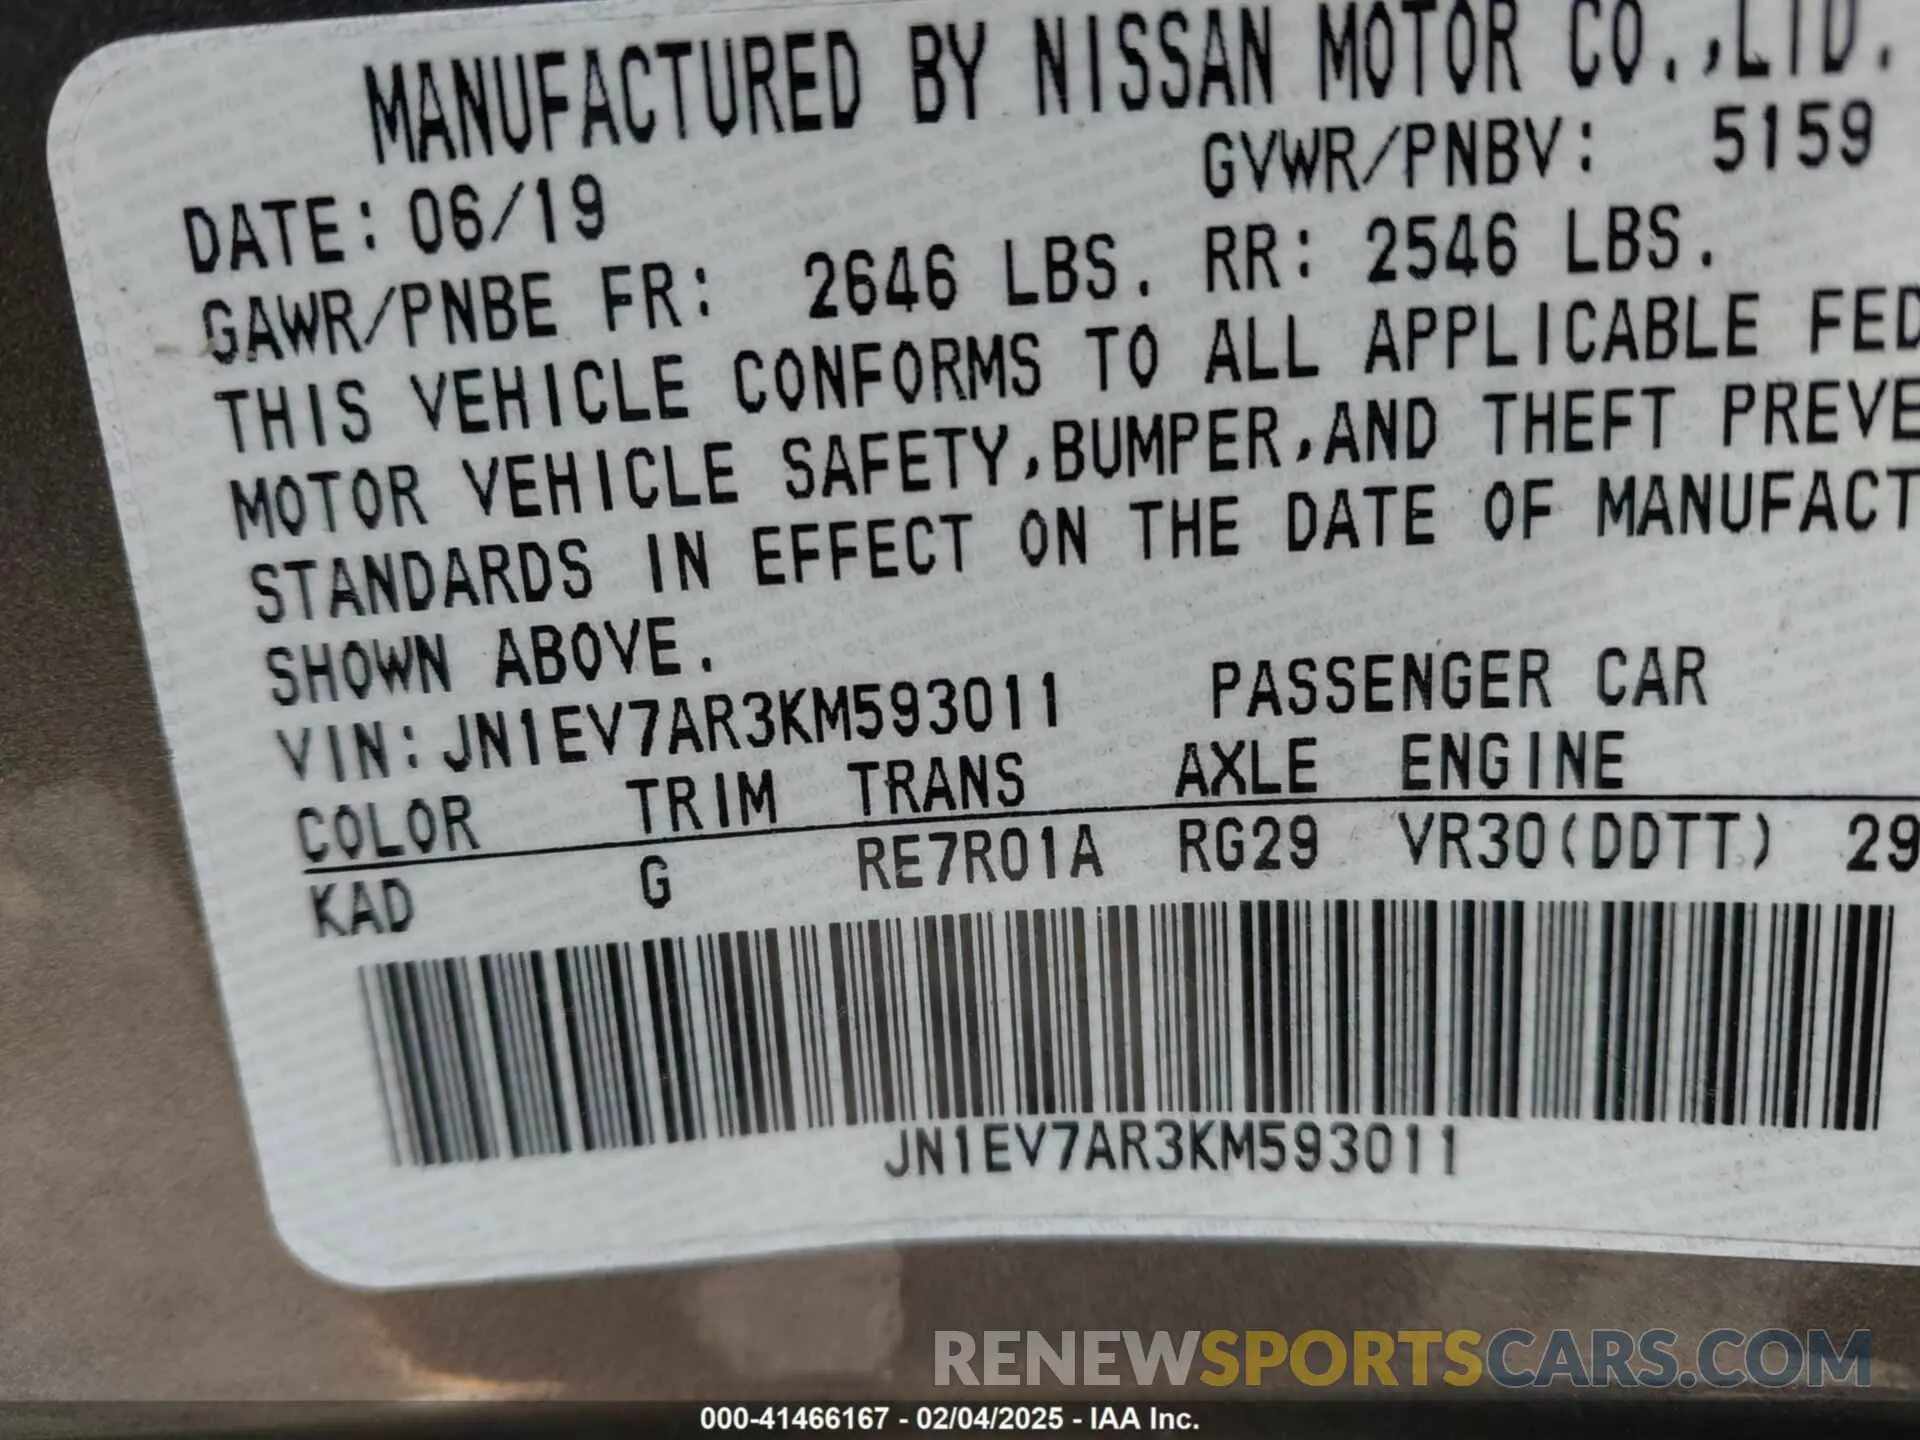 MANUFACTURED BY NISSAN MOTOR CO.,LTD.
DATE: 06/19 GVWR/PNBV: 5159
GAWR/PNBE FR: 2646 LBS. RR: 2546 LBS.
THIS VEHICLE CONFORMS TO ALL APPLICABLE FED
MOTOR VEHICLE SAFETY,BUMPER,AND THEFT PREVE
STANDARDS IN EFFECT ON THE DATE OF MANUFACT
SHOWN ABOVE.
VIN: JN1EV7AR3KM593011 PASSENGER CAR
COLOR TRIM TRANS AXLE ENGINE
KAD G RE7R01A RG29 VR30(DDTT) 29
JN1EV7AR3KM593011
RENEWSPORTSCARS.COM
000-41466167 - 02/04/2025 - IAA Inc.